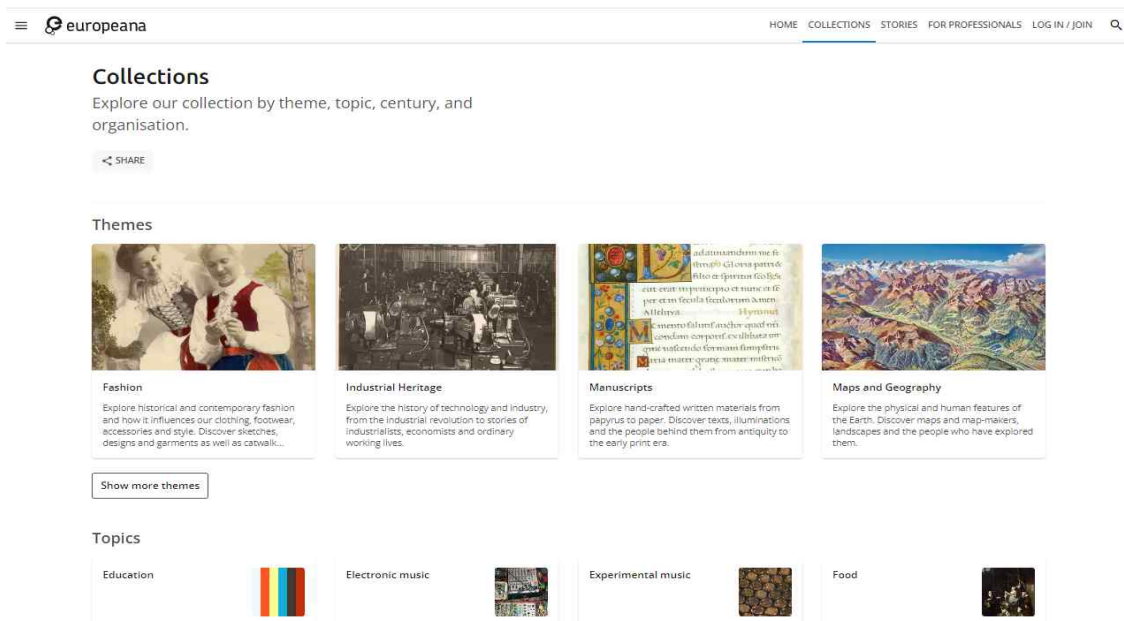 europeana
HOME COLLECTIONS STORIES FOR PROFESSIONALS LOG IN / JOIN
Collections
Explore our collection by theme, topic, century, and
organisation.
SHARE
Themes
Fashion
Explore historical and contemporary fashion
and how it influences our clothing, footwear,
accessories and style. Discover sketches,
designs and garments as well as catwalk...
Industrial Heritage
Explore the history of technology and industry,
from the industrial revolution to stories of
industrialists, economists and ordinary
working lives.
Manuscripts
Explore hand-crafted written materials from
papyrus to paper. Discover texts, illuminations
and the people behind them from antiquity to
the early print era.
Maps and Geography
Explore the physical and human features of
the Earth. Discover maps and map-makers,
landscapes and the people who have explored
them.
Show more themes
Topics
Education
Electronic music
Experimental music
Food